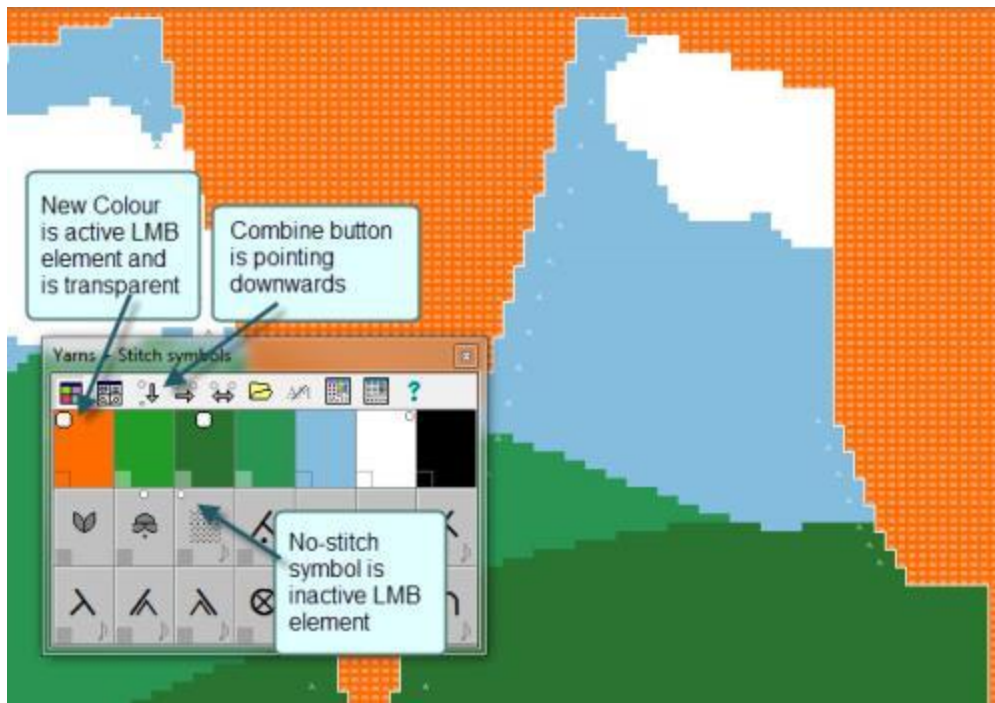 New Colour
is active LMB
element and
is transparent
Combine button
is pointing
downwards
Yarns - Stitch symbols
?
No-stitch
symbol is
inactive LMB
element